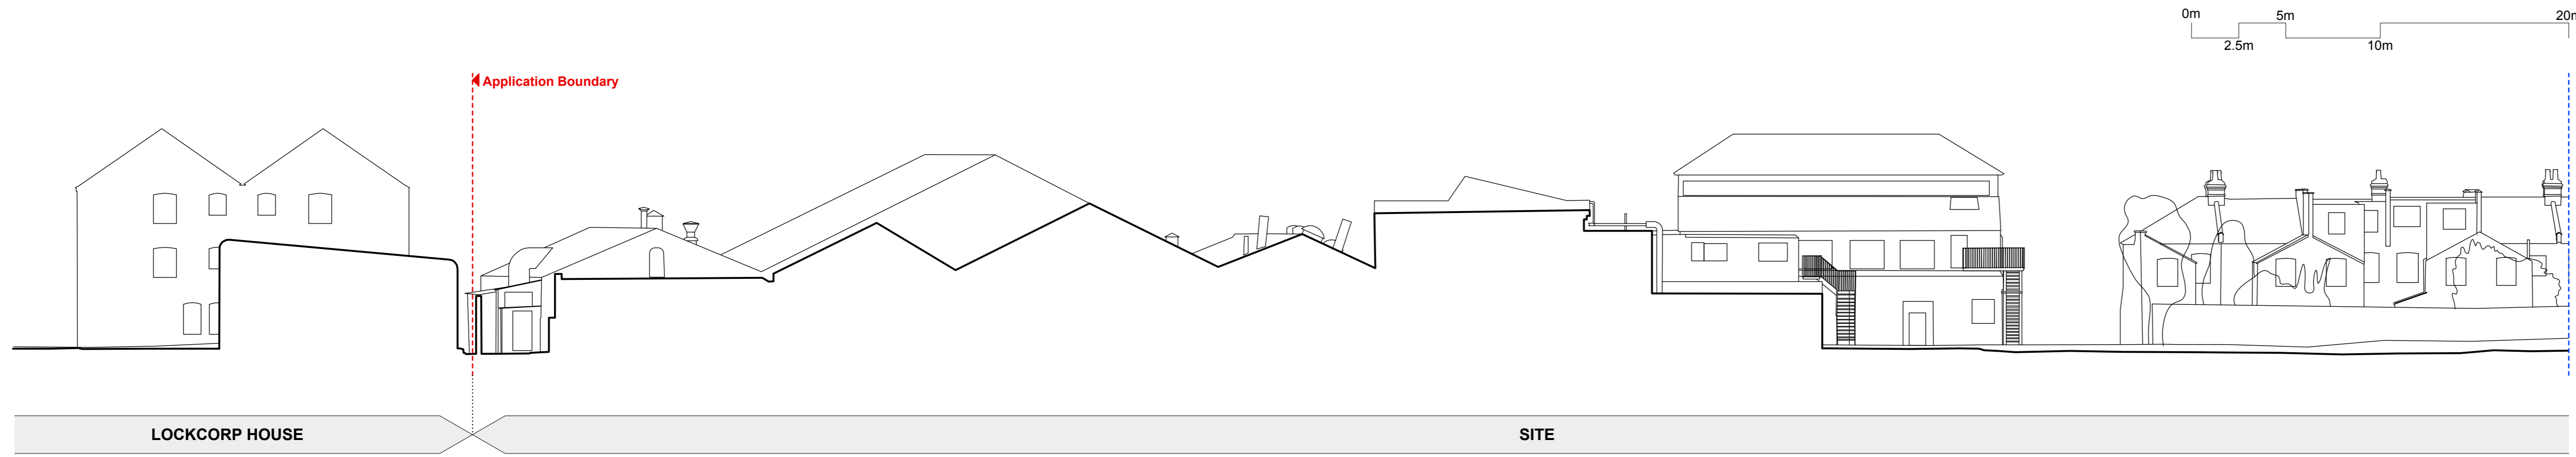 0m
5m
20m
2.5m
10m
Application Boundary
LOCKCORP HOUSE
SITE